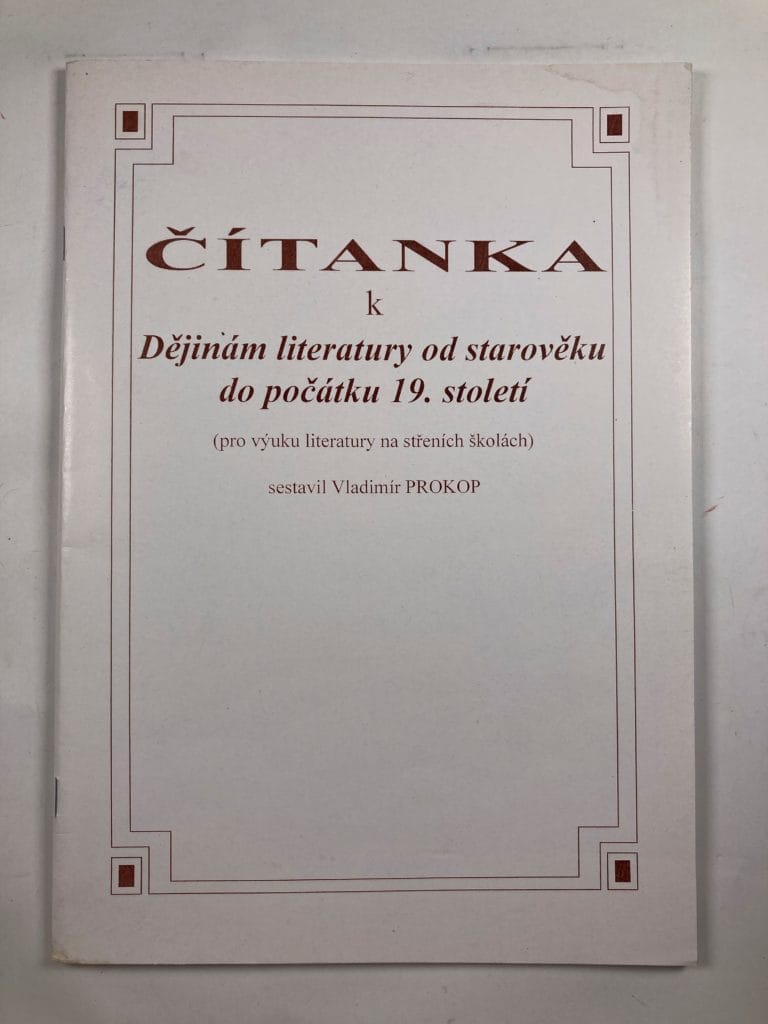 ČÍTANKA
k
Dějinám literatury od starověku
do počátku 19. století
(pro výuku literatury na střeních školách)
sestavil Vladimír PROKOP